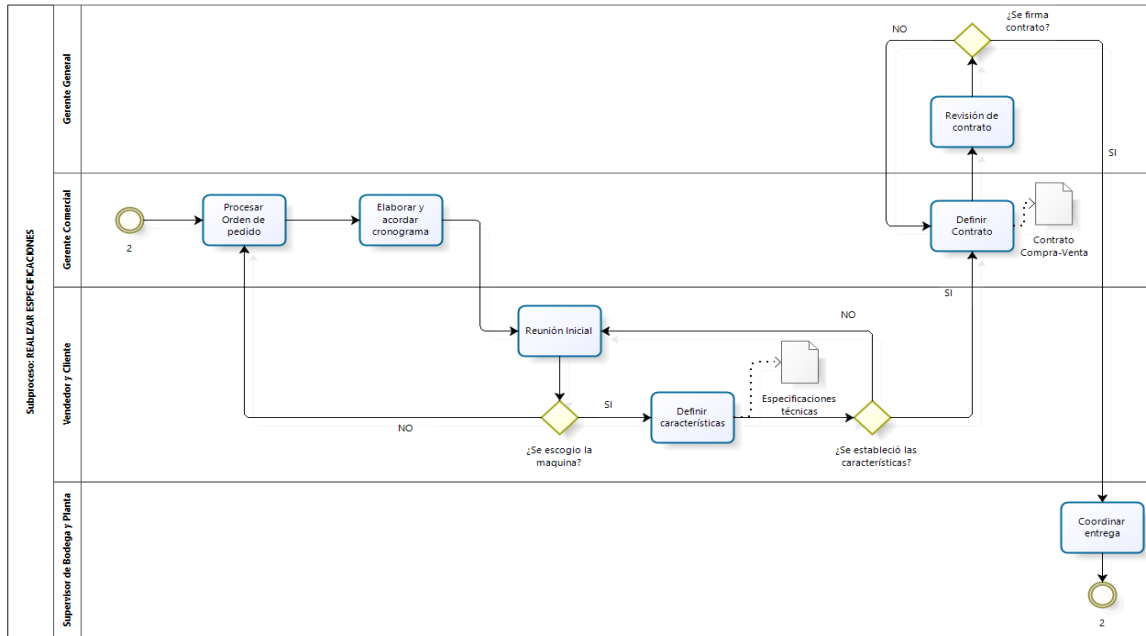 Subproceso: REALIZAR ESPECIFICACIONES
Gerente General
¿Se firma
contrato?
NO
Revisión de
contrato
SI
Gerente Comercial
2
Procesar
Orden de
pedido
Elaborar y
acordar
cronograma
Definir
Contrato
Contrato
Compra-Venta
Vendedor y Cliente
SI
Reunión Inicial
NO
Especificaciones
técnicas
SI
Definir
características
NO
¿Se escogio la
maquina?
¿Se estableció las
características?
Supervisor de Bodega y Planta
Coordinar
entrega
2